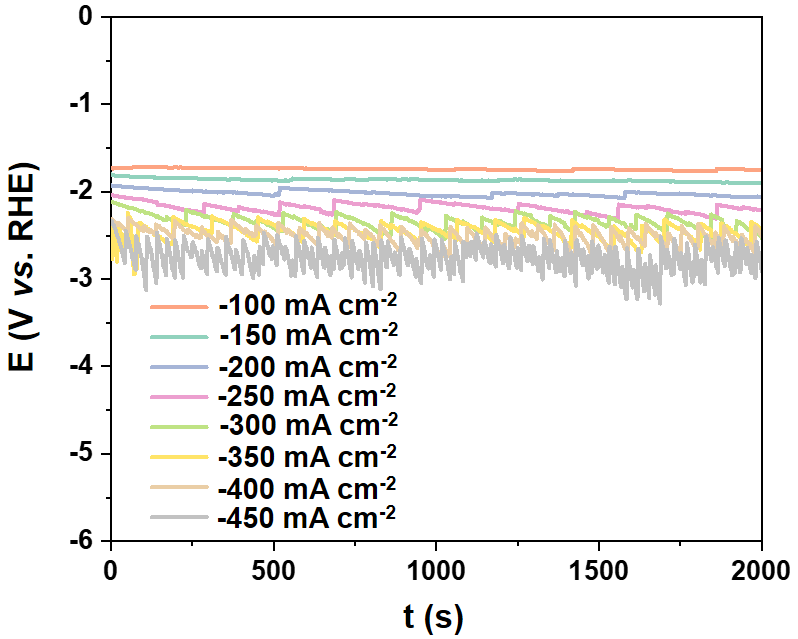 0
-1
-2
-3
-4
-5
-6
E (V vs. RHE)
-100 mA cm-2
-150 mA cm-2
-200 mA cm-2
-250 mA cm-2
-300 mA cm-2
-350 mA cm-2
-400 mA cm-2
-450 mA cm-2
0 500 1000 1500 2000
t (s)